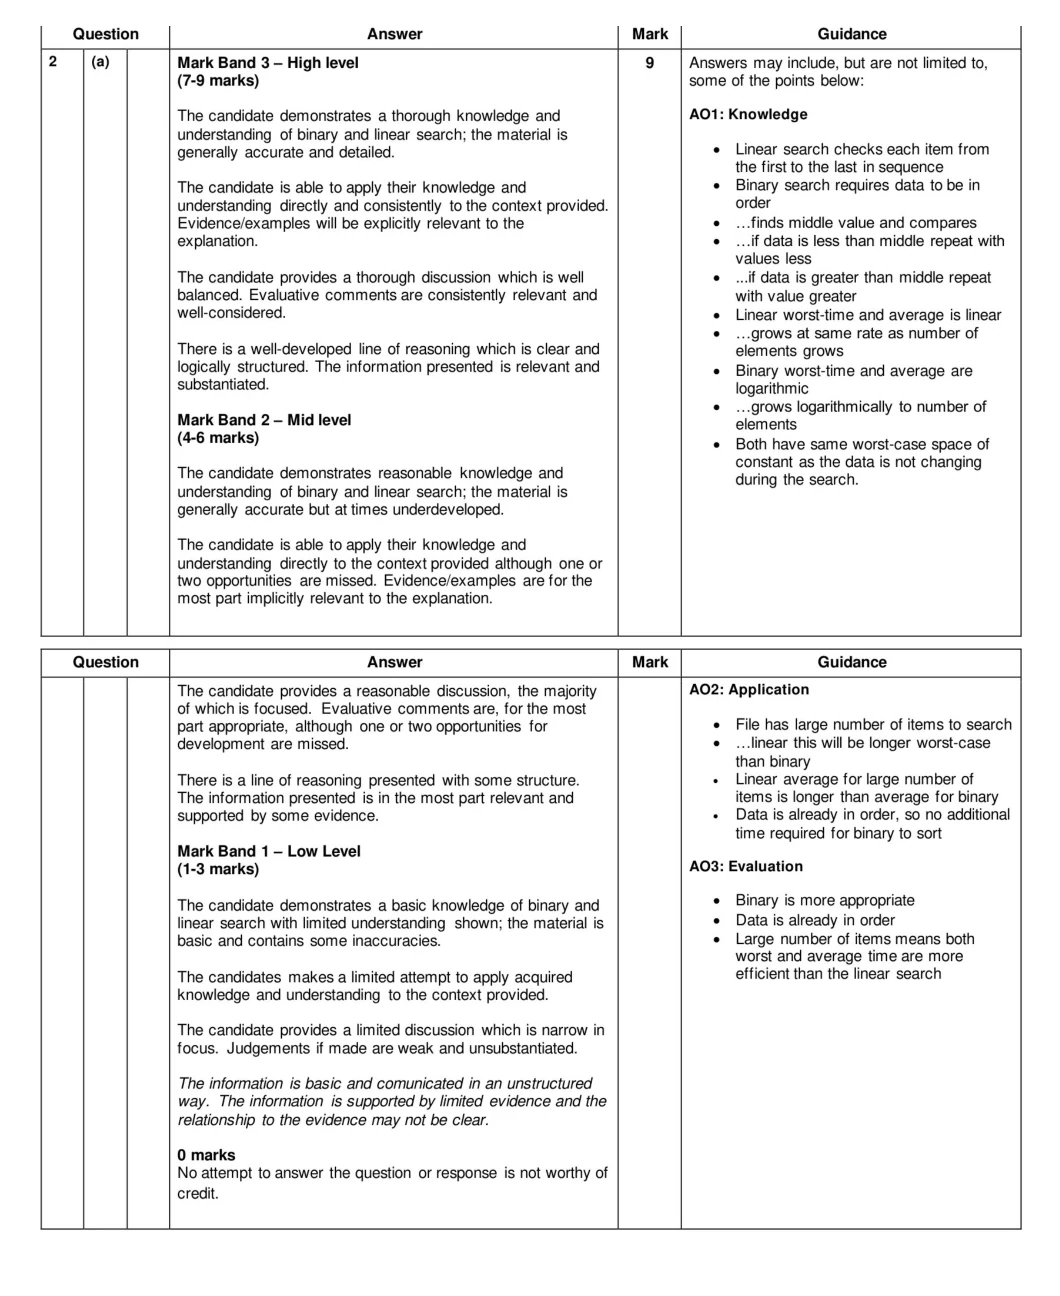 Question Answer Mark Guidance
2 (a) Mark Band 3 – High level
(7-9 marks)
The candidate demonstrates a thorough knowledge and
understanding of binary and linear search; the material is
generally accurate and detailed.
The candidate is able to apply their knowledge and
understanding directly and consistently to the context provided.
Evidence/examples will be explicitly relevant to the
explanation.
The candidate provides a thorough discussion which is well
balanced. Evaluative comments are consistently relevant and
well-considered.
There is a well-developed line of reasoning which is clear and
logically structured. The information presented is relevant and
substantiated.
Mark Band 2 – Mid level
(4-6 marks)
The candidate demonstrates reasonable knowledge and
understanding of binary and linear search; the material is
generally accurate but at times underdeveloped.
The candidate is able to apply their knowledge and
understanding directly to the context provided although one or
two opportunities are missed. Evidence/examples are for the
most part implicitly relevant to the explanation.
9
Answers may include, but are not limited to,
some of the points below:
AO1: Knowledge
• Linear search checks each item from
the first to the last in sequence
• Binary search requires data to be in
order
• …finds middle value and compares
• …if data is less than middle repeat with
values less
• ...if data is greater than middle repeat
with value greater
• Linear worst-time and average is linear
• …grows at same rate as number of
elements grows
• Binary worst-time and average are
logarithmic
• …grows logarithmically to number of
elements
• Both have same worst-case space of
constant as the data is not changing
during the search.
Question Answer Mark Guidance
The candidate provides a reasonable discussion, the majority
of which is focused. Evaluative comments are, for the most
part appropriate, although one or two opportunities for
development are missed.
There is a line of reasoning presented with some structure.
The information presented is in the most part relevant and
supported by some evidence.
Mark Band 1 – Low Level
(1-3 marks)
The candidate demonstrates a basic knowledge of binary and
linear search with limited understanding shown; the material is
basic and contains some inaccuracies.
The candidates makes a limited attempt to apply acquired
knowledge and understanding to the context provided.
The candidate provides a limited discussion which is narrow in
focus. Judgements if made are weak and unsubstantiated.
The information is basic and comunicated in an unstructured
way. The information is supported by limited evidence and the
relationship to the evidence may not be clear.
0 marks
No attempt to answer the question or response is not worthy of
credit.
AO2: Application
• File has large number of items to search
• …linear this will be longer worst-case
than binary
• Linear average for large number of
items is longer than average for binary
• Data is already in order, so no additional
time required for binary to sort
AO3: Evaluation
• Binary is more appropriate
• Data is already in order
• Large number of items means both
worst and average time are more
efficient than the linear search